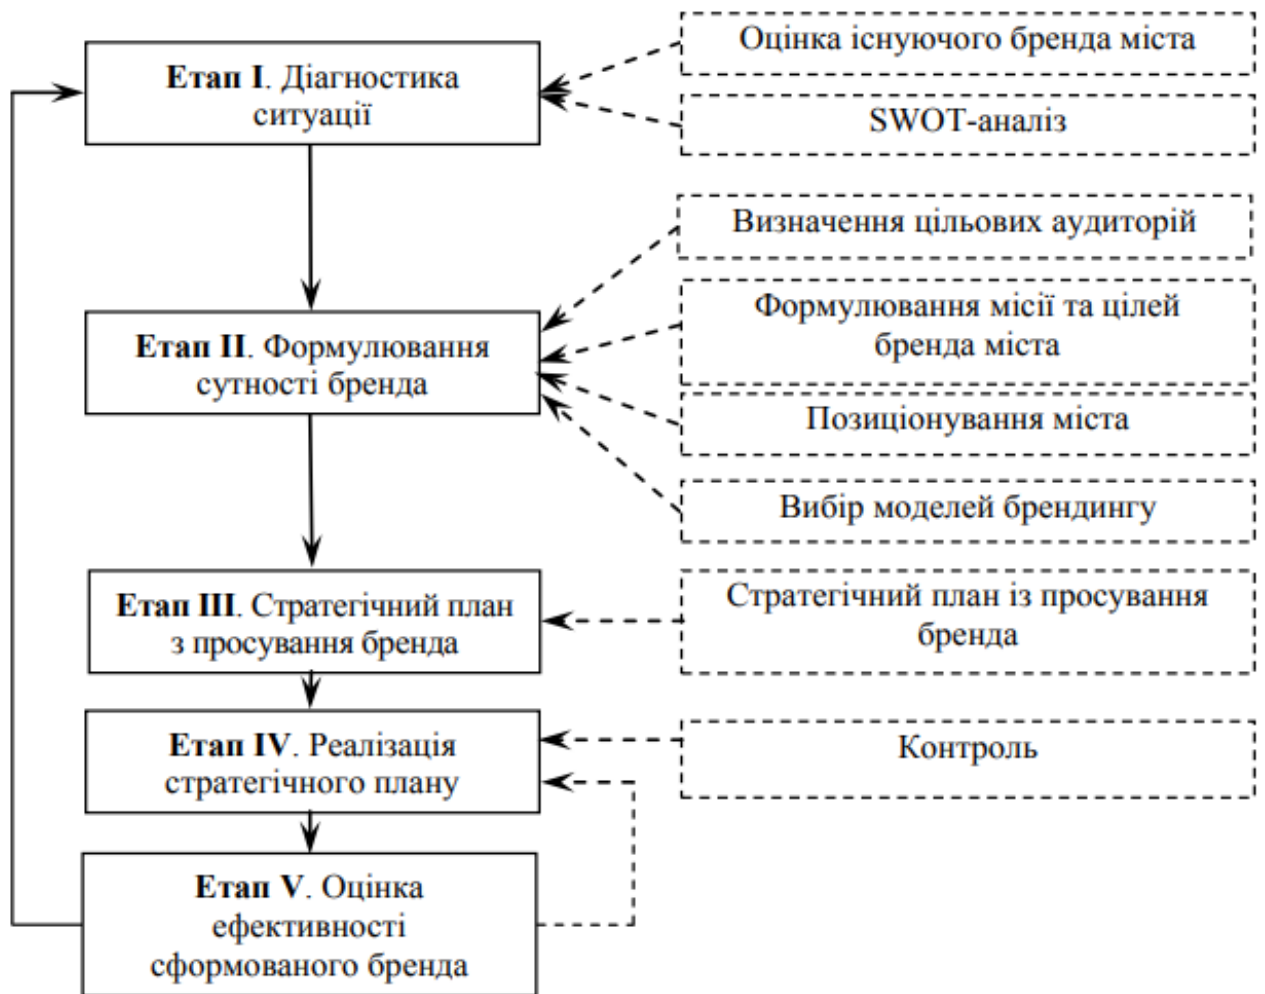 Етап I. Діагностика
ситуації
Оцінка існуючого бренда міста
SWOT-аналіз
Етап II. Формулювання
сутності бренда
Визначення цільових аудиторій
Формулювання місії та цілей
бренда міста
Позиціонування міста
Вибір моделей брендингу
Етап III. Стратегічний план
з просування бренда
Стратегічний план із просування
бренда
Етап IV. Реалізація
стратегічного плану
Контроль
Етап V. Оцінка
ефективності
сформованого бренда